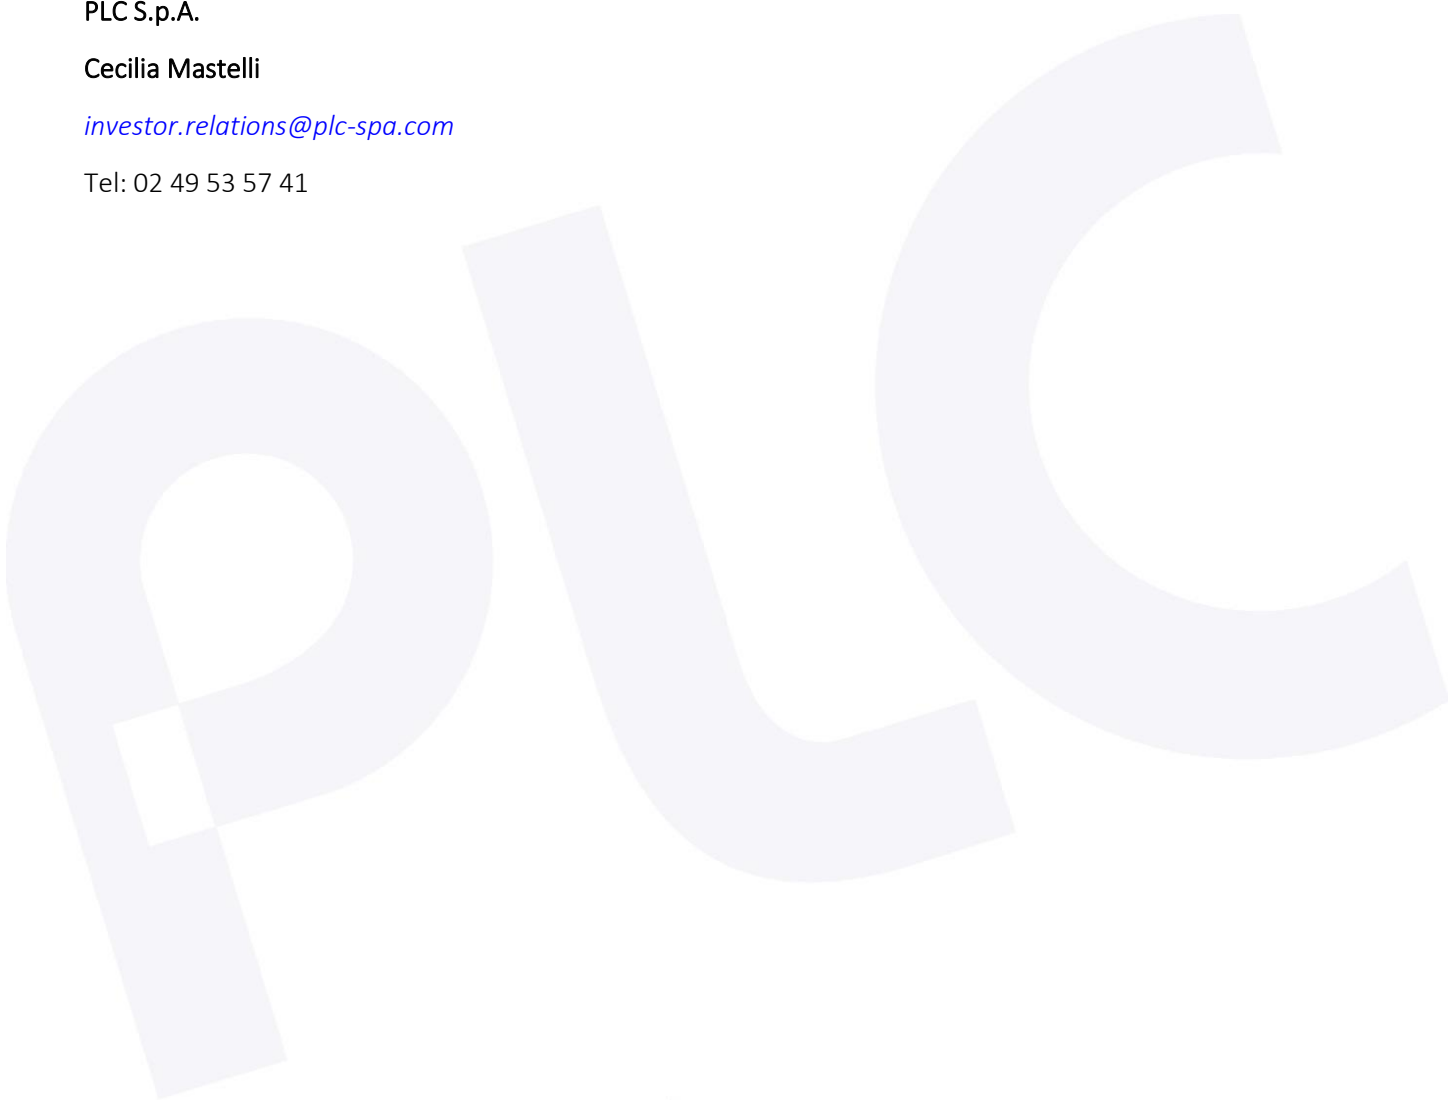 PLC S.p.A.
Cecilia Mastelli
investor.relations@plc-spa.com
Tel: 02 49 53 57 41
PLC